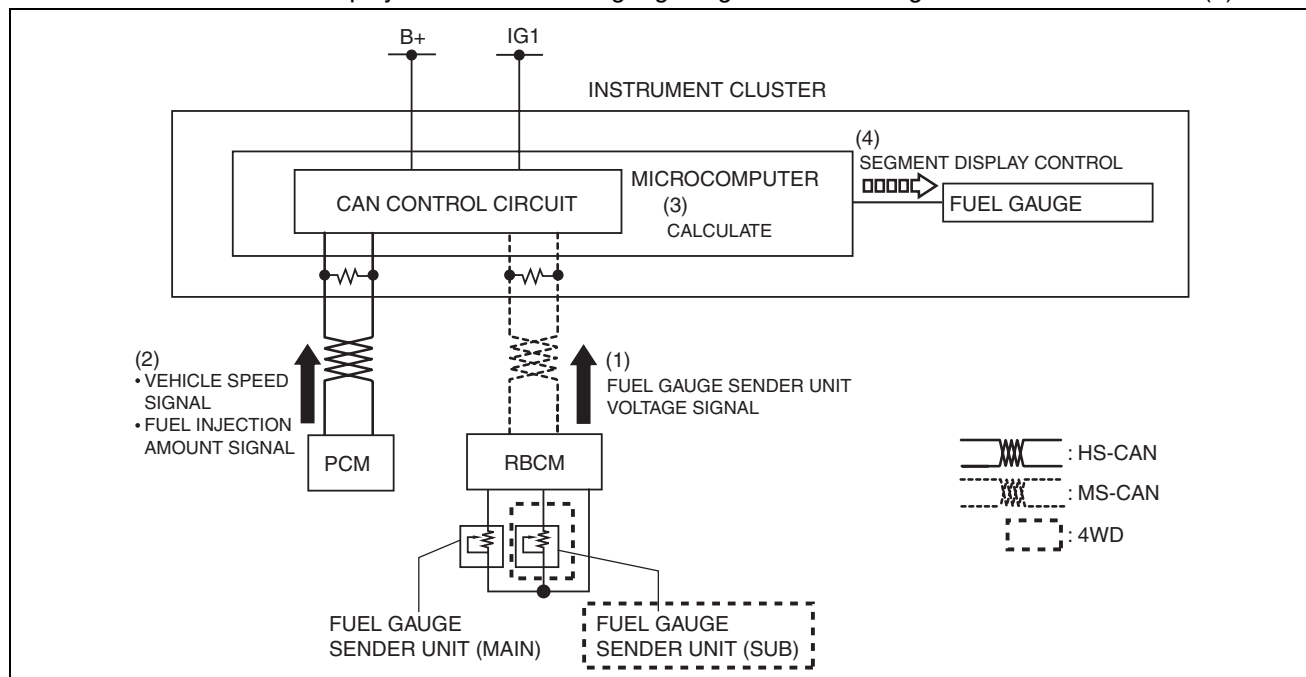 B+
IG1
INSTRUMENT CLUSTER
(4)
SEGMENT DISPLAY CONTROL
MICROCOMPUTER
CAN CONTROL CIRCUIT
(3)
CALCULATE
FUEL GAUGE
(2)
• VEHICLE SPEED
SIGNAL
• FUEL INJECTION
AMOUNT SIGNAL
(1)
FUEL GAUGE SENDER UNIT
VOLTAGE SIGNAL
PCM
RBCM
: HS-CAN
: MS-CAN
: 4WD
FUEL GAUGE
SENDER UNIT (MAIN)
FUEL GAUGE
SENDER UNIT (SUB)